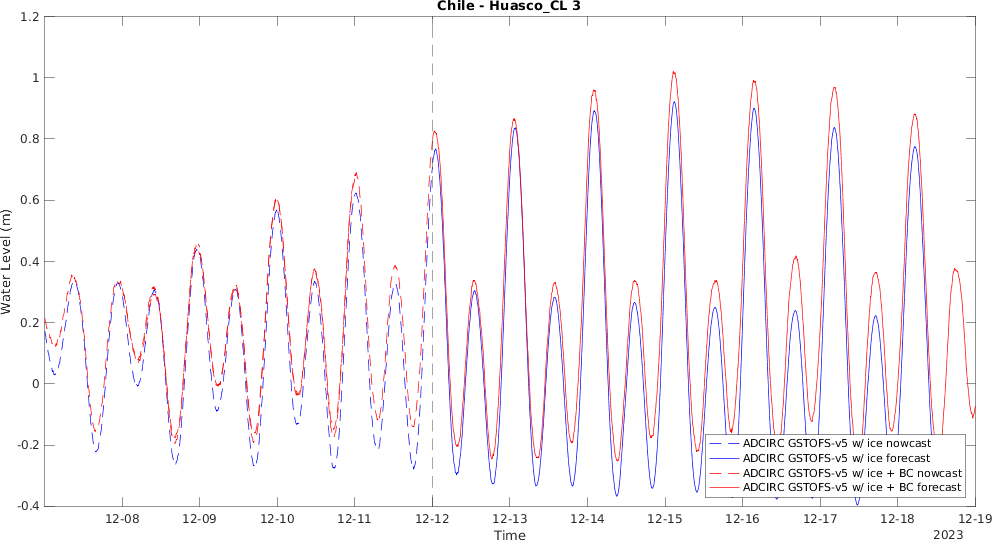 Chile - Huasco_CL 3
Water Level (m)
1.2
1
0.8
0.6
0.4
0.2
0
-0.2
-0.4
12-08 12-09 12-10 12-11 12-12 12-13 12-14 12-15 12-16 12-17 12-18 12-19
Time
2023
ADCIRC GSTOFS-v5 w/ ice nowcast
ADCIRC GSTOFS-v5 w/ ice forecast
ADCIRC GSTOFS-v5 w/ ice + BC nowcast
ADCIRC GSTOFS-v5 w/ ice + BC forecast